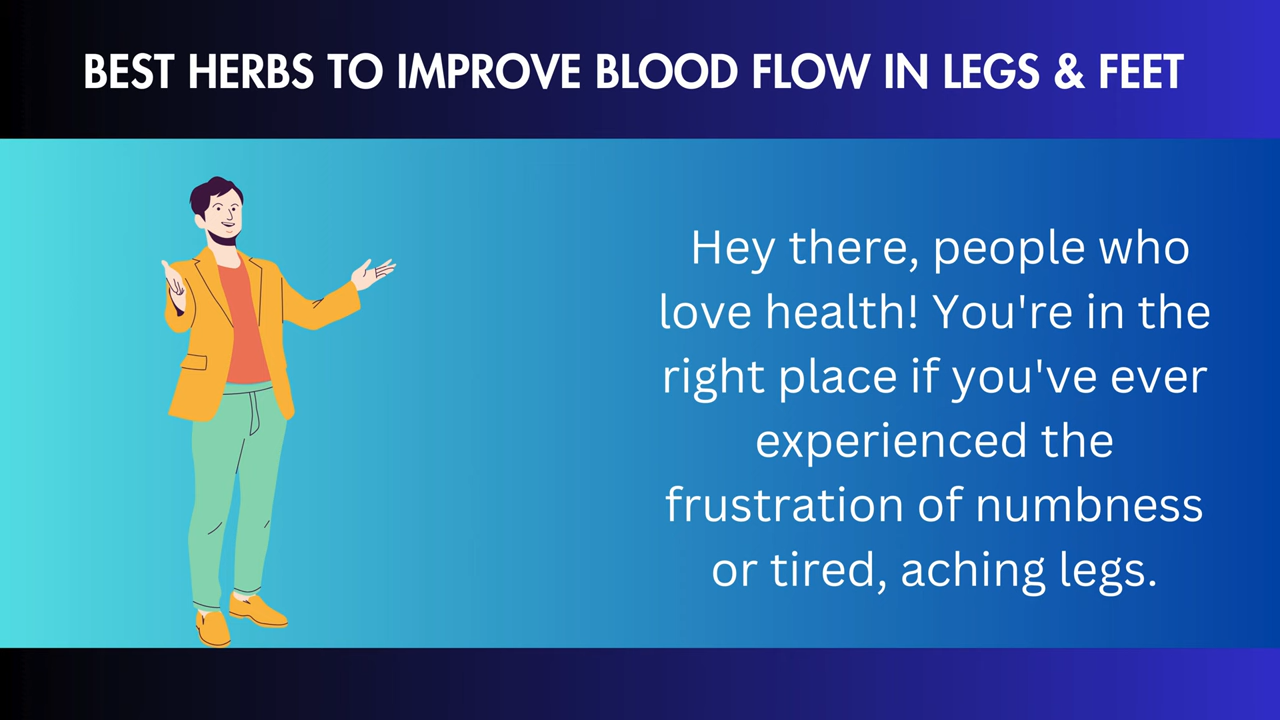 BEST HERBS TO IMPROVE BLOOD FLOW IN LEGS & FEET
Hey there, people who
love health! You're in the
right place if you've ever
experienced the
frustration of numbness
or tired, aching legs.